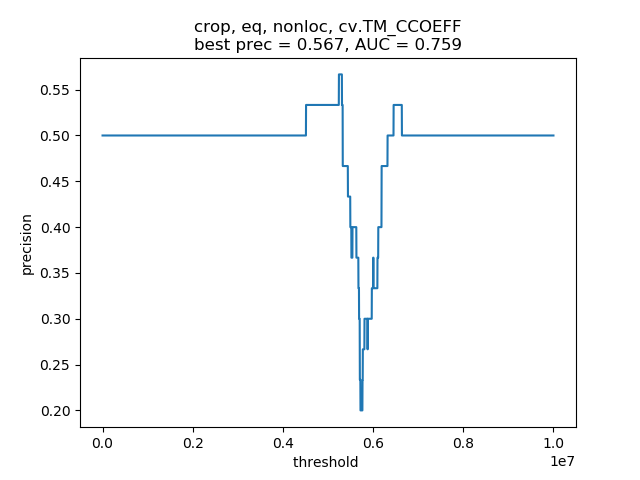 crop, eq, nonloc, cv.TM_CCOEFF
best prec = 0.567, AUC = 0.759
precision
0.55
0.50
0.45
0.40
0.35
0.30
0.25
0.20
0.0 0.2 0.4 0.6 0.8 1.0
1e7
threshold